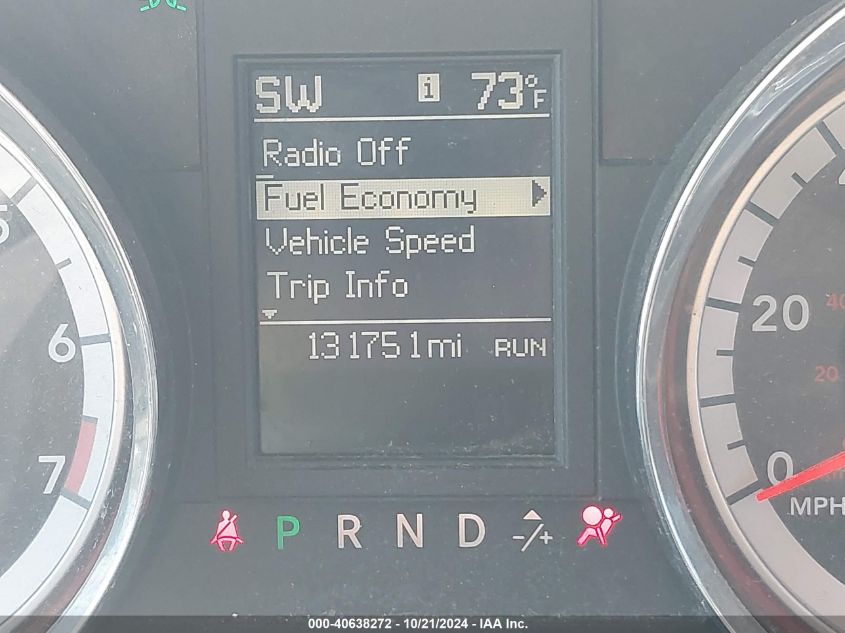 SW i 73°F
Radio Off
Fuel Economy
Vehicle Speed
Trip Info
131751mi RUN
5
6
7
20
40
20
0
MPH
P R N D -/+
000-40638272 - 10/21/2024 - IAA Inc.